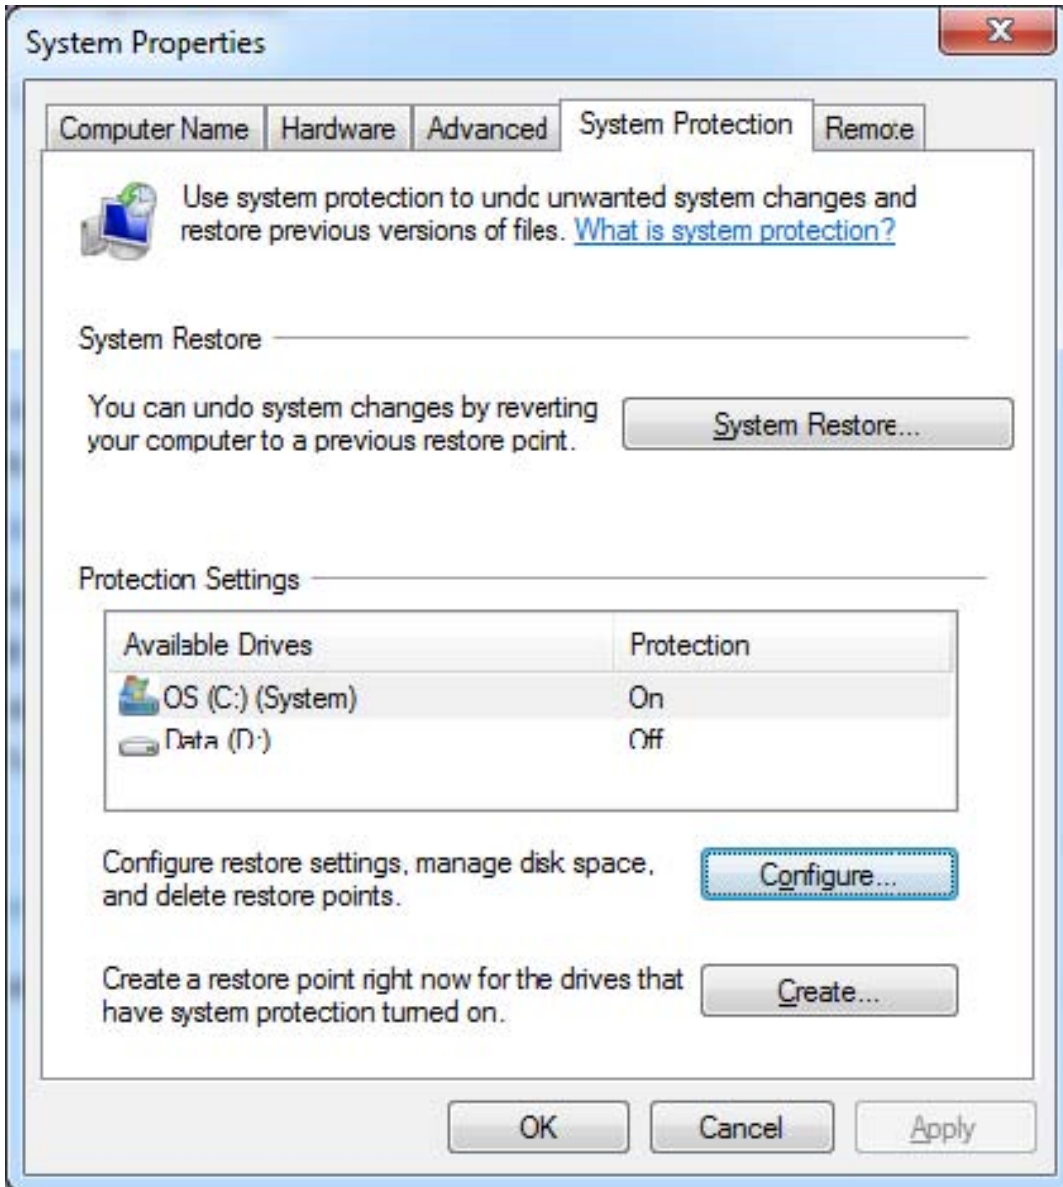 System Properties
Computer Name Hardware Advanced System Protection Remote
Use system protection to undo unwanted system changes and
restore previous versions of files. What is system protection?
System Restore
You can undo system changes by reverting
your computer to a previous restore point.
System Restore...
Protection Settings
Available Drives Protection
OS (C:) (System) On
Data (D:) Off
Configure restore settings, manage disk space,
and delete restore points.
Configure...
Create a restore point right now for the drives that
have system protection turned on.
Create...
OK Cancel Apply